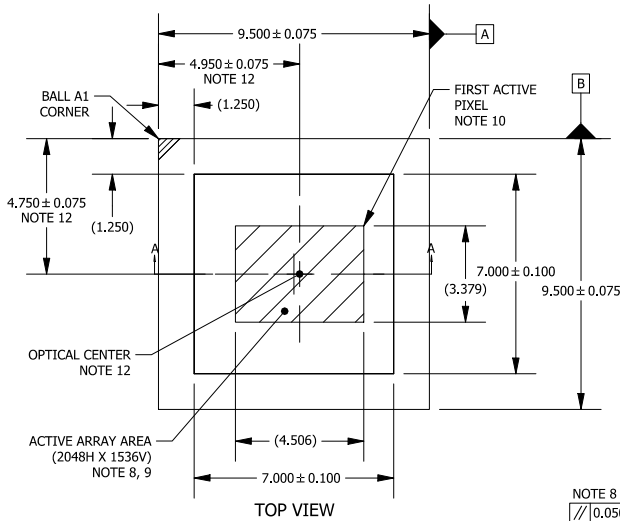 9.500 ± 0.075
A
4.950 ± 0.075
NOTE 12
B
BALL A1
CORNER
(1.250)
FIRST ACTIVE
PIXEL
NOTE 10
4.750 ± 0.075
NOTE 12
(1.250)
A
A
(3.379)
7.000 ± 0.100
9.500 ± 0.075
OPTICAL CENTER
NOTE 12
ACTIVE ARRAY AREA
(2048H X 1536V)
NOTE 8, 9
(4.506)
7.000 ± 0.100
TOP VIEW
NOTE 8
// 0.050